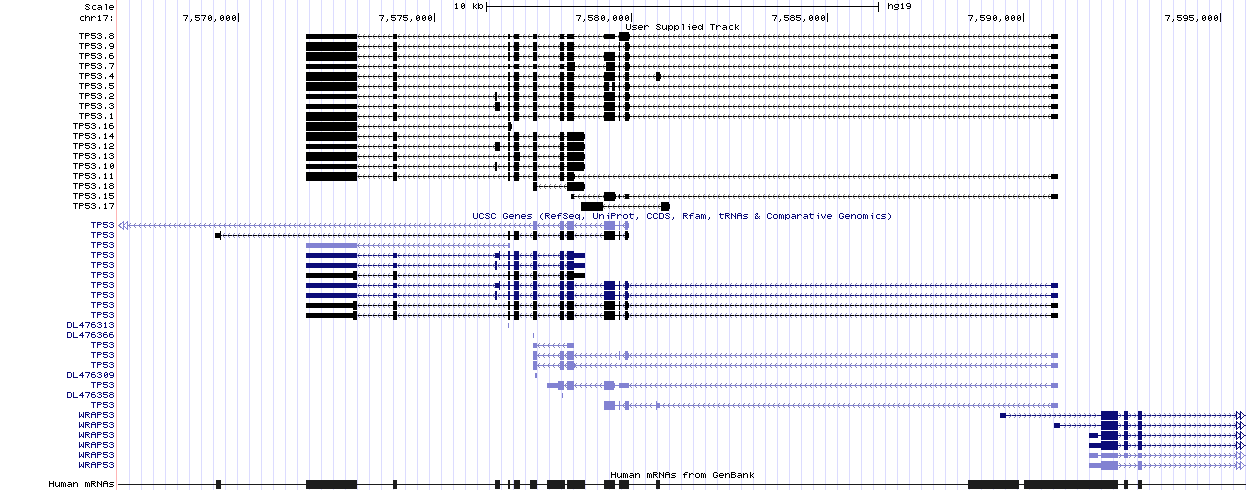 Scale 10 kb hg19
chr17: 7,570,000 7,575,000 7,580,000 7,585,000 7,590,000 7,595,000
User Supplied Track
TP53.8
TP53.9
TP53.6
TP53.7
TP53.4
TP53.5
TP53.2
TP53.3
TP53.1
TP53.16
TP53.14
TP53.12
TP53.13
TP53.10
TP53.11
TP53.18
TP53.15
TP53.17
UCSC Genes (RefSeq, UniProt, CCDS, Rfam, tRNAs & Comparative Genomics)
TP53
TP53
TP53
TP53
TP53
TP53
TP53
TP53
TP53
TP53
DL476313
DL476366
TP53
TP53
TP53
DL476309
TP53
DL476358
TP53
WRAP53
WRAP53
WRAP53
WRAP53
WRAP53
WRAP53
Human mRNAs from GenBank
Human mRNAs